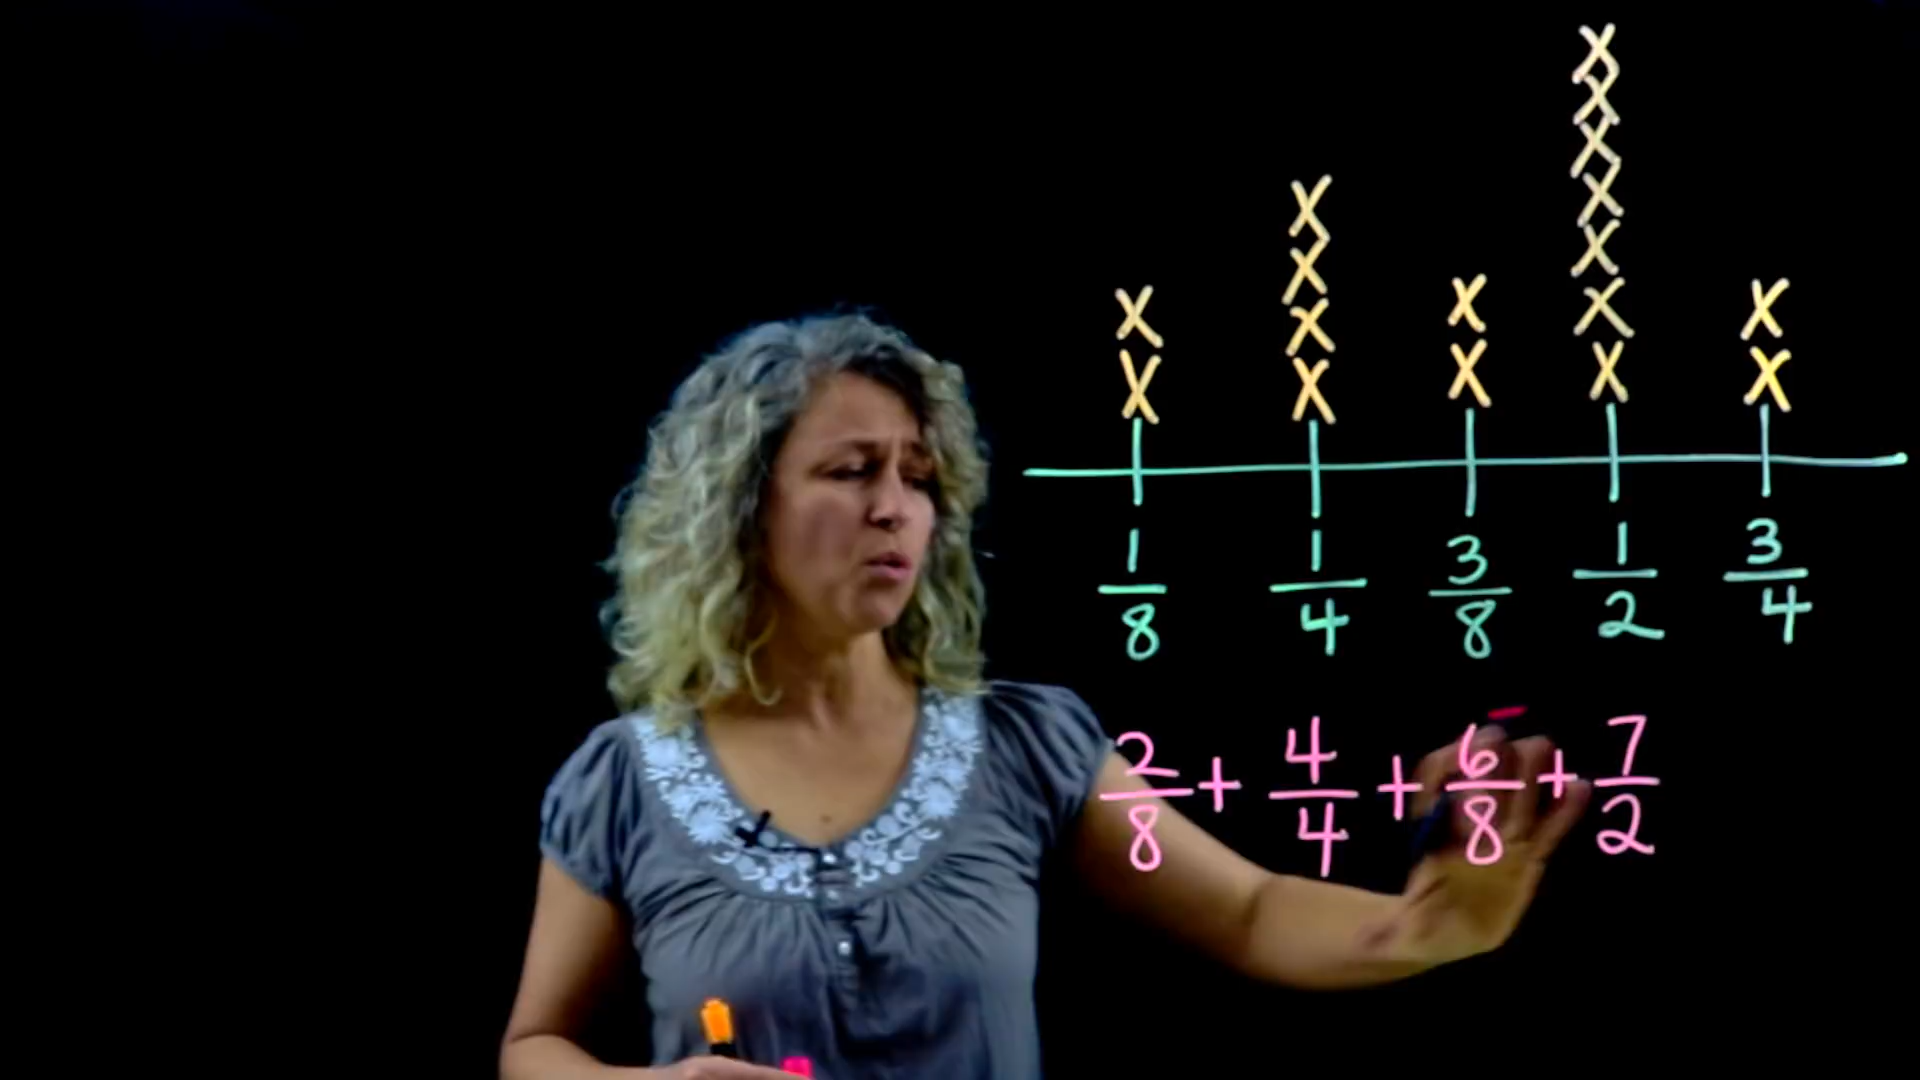 X
X
X
X
X X
X X X X X
X X X X X
1/8 1/4 3/8 1/2 3/4
2/8 + 4/4 + 6/8 + 7/2